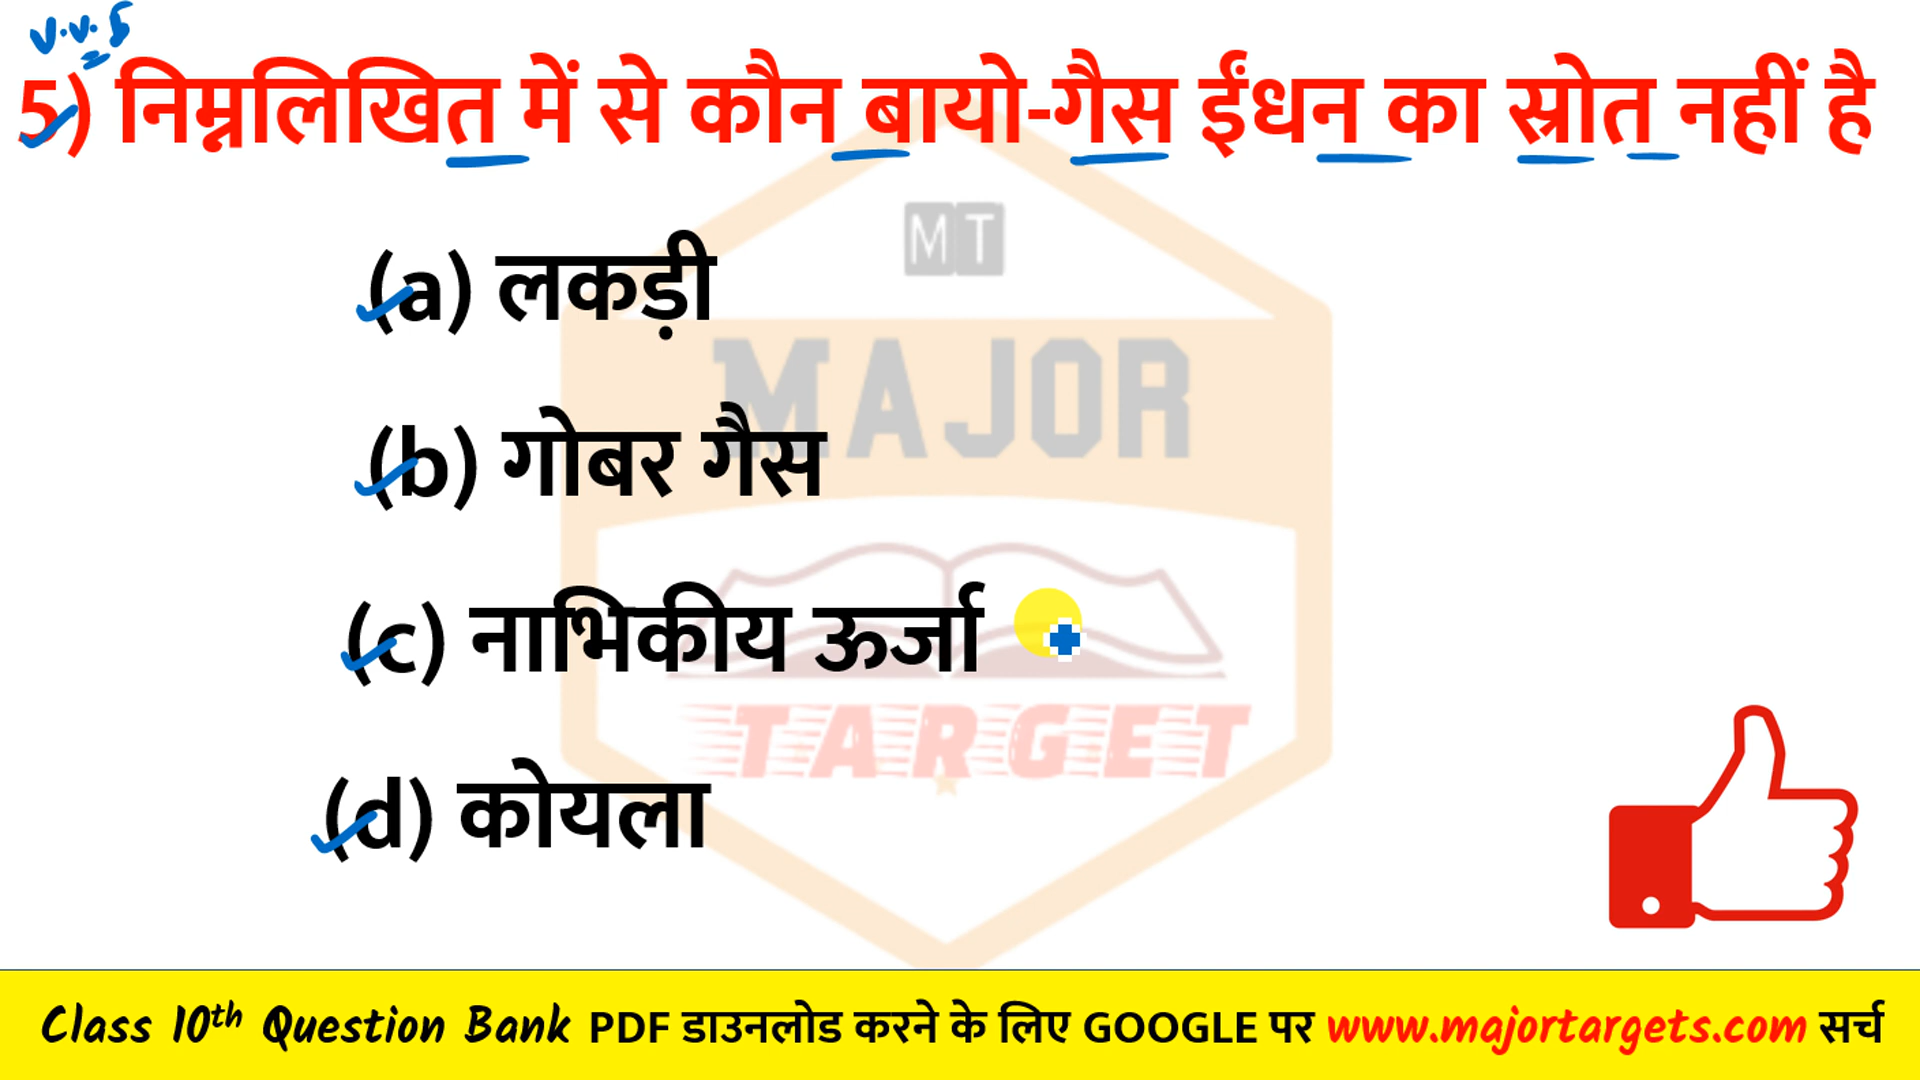 v.v.5
5) निम्नलिखित में से कौन बायो-गैस ईंधन का स्रोत नहीं है
MT
(a) लकड़ी
MAJOR
(b) गोबर गैस
(c) नाभिकीय ऊर्जा
TARGET
(d) कोयला
Class 10th Question Bank PDF डाउनलोड करने के लिए GOOGLE पर www.majortargets.com सर्च